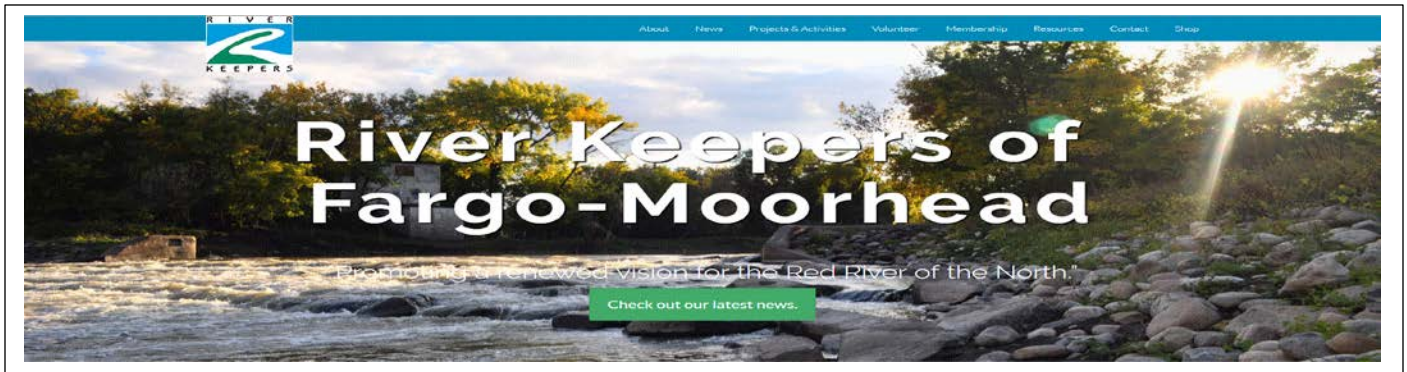 RIVER
KEEPERS
About News Projects & Activities Volunteer Membership Resources Contact Shop
River Keepers of
Fargo-Moorhead
Promoting a renewed vision for the Red River of the North."
Check out our latest news.